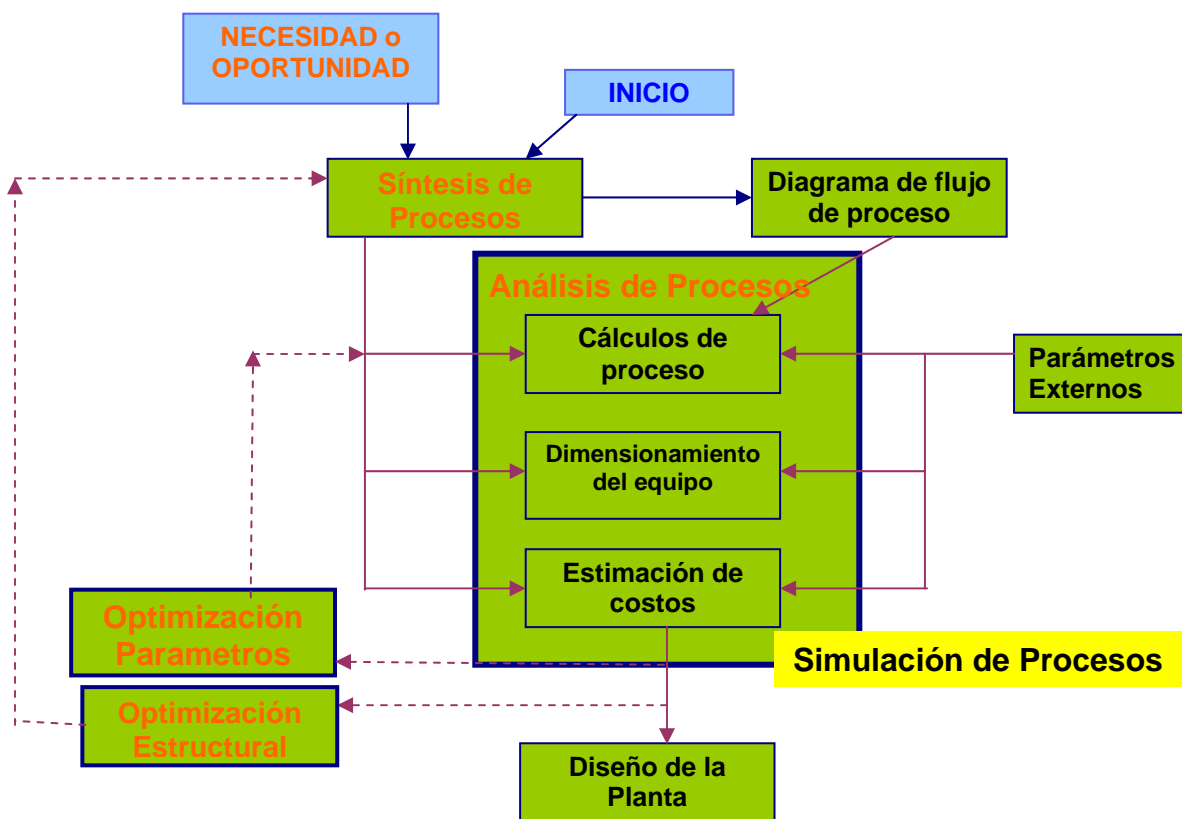 NECESIDAD o
OPORTUNIDAD
INICIO
Síntesis de
Procesos
Diagrama de flujo
de proceso
Análisis de Procesos
Cálculos de
proceso
Parámetros
Externos
Dimensionamiento
del equipo
Estimación de
costos
Optimización
Parametros
Simulación de Procesos
Optimización
Estructural
Diseño de la
Planta